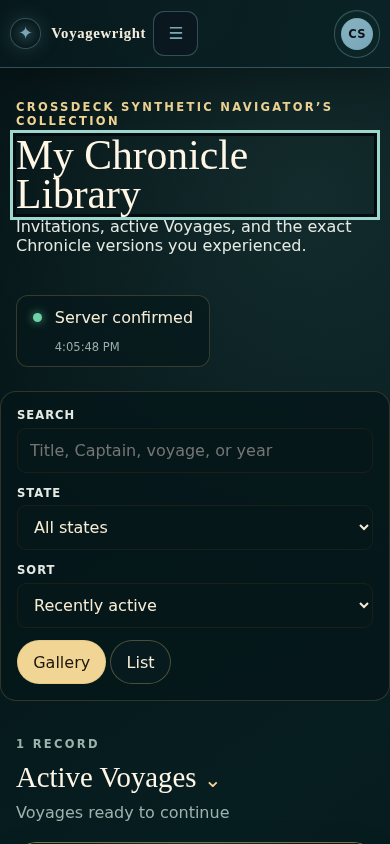 Voyagewright
CS
CROSSDECK SYNTHETIC NAVIGATOR’S
COLLECTION
My Chronicle
Library
Invitations, active Voyages, and the exact
Chronicle versions you experienced.
Server confirmed
4:05:48 PM
SEARCH
Title, Captain, voyage, or year
STATE
All states
SORT
Recently active
Gallery
List
1 RECORD
Active Voyages
Voyages ready to continue